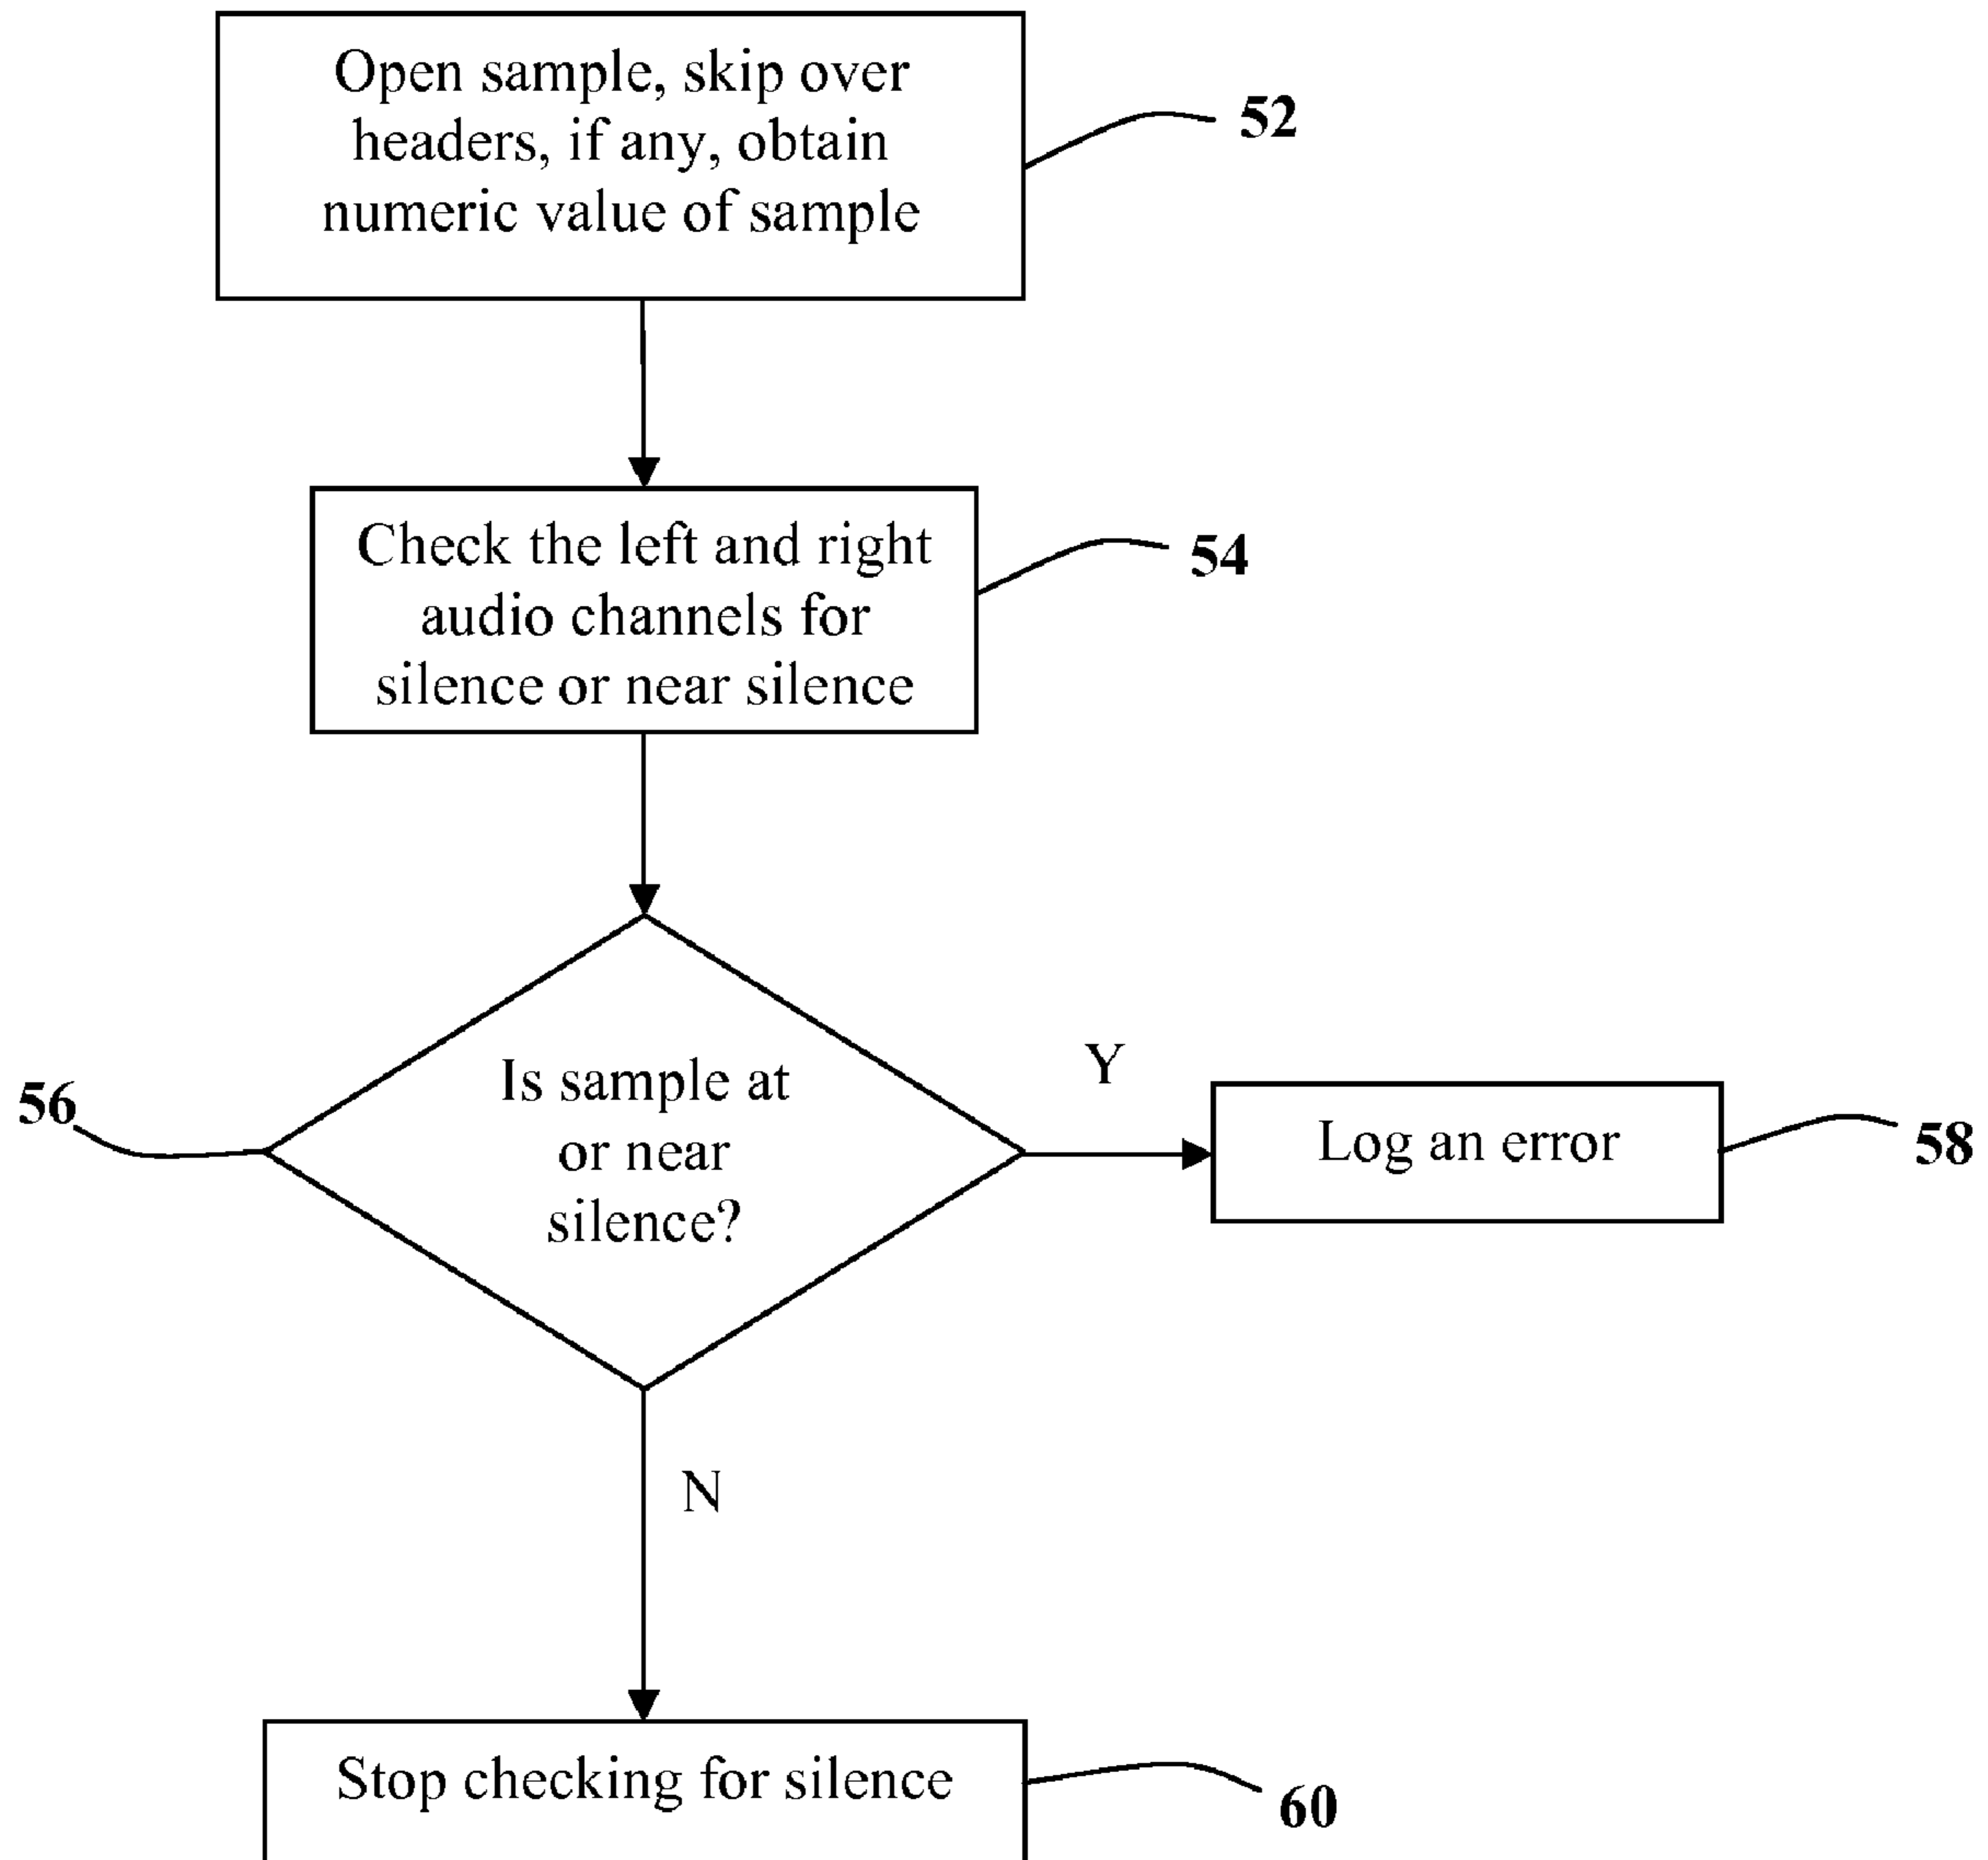 Open sample, skip over
headers, if any, obtain
numeric value of sample
52
Check the left and right
audio channels for
silence or near silence
54
Is sample at
or near
silence?
56
Y
Log an error
58
N
Stop checking for silence
60